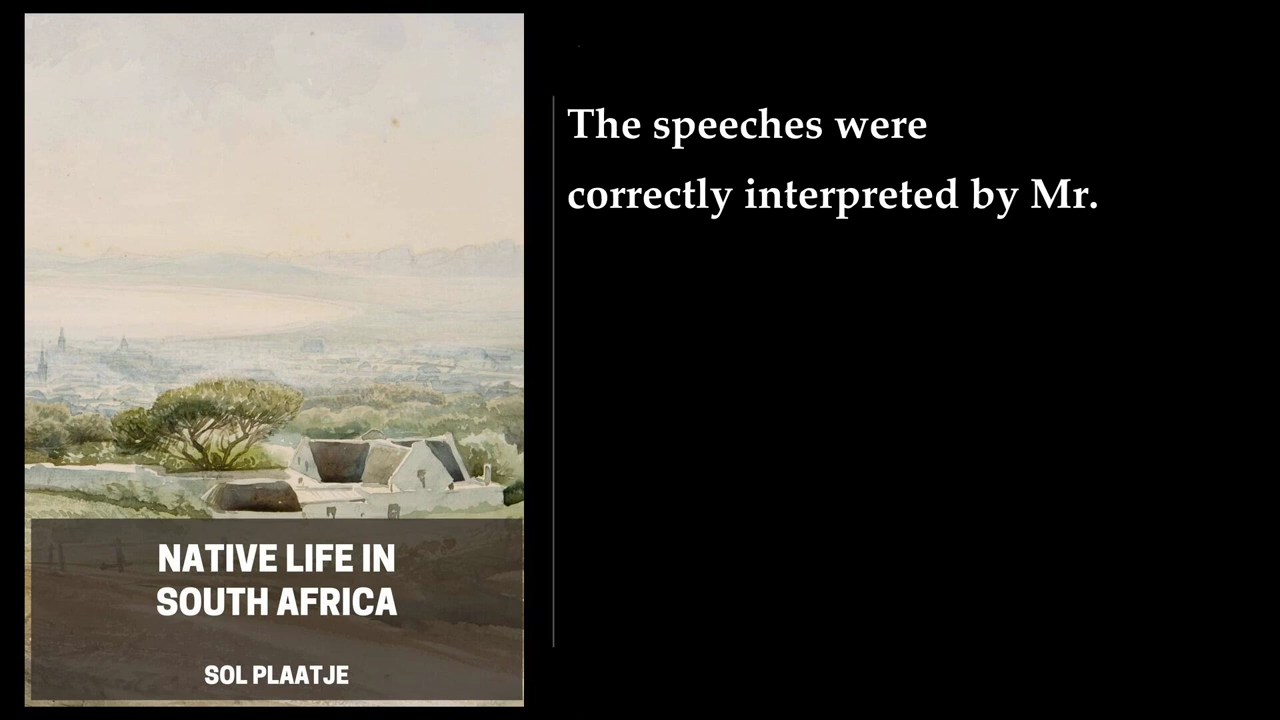 The speeches were
correctly interpreted by Mr.
NATIVE LIFE IN
SOUTH AFRICA
SOL PLAATJE